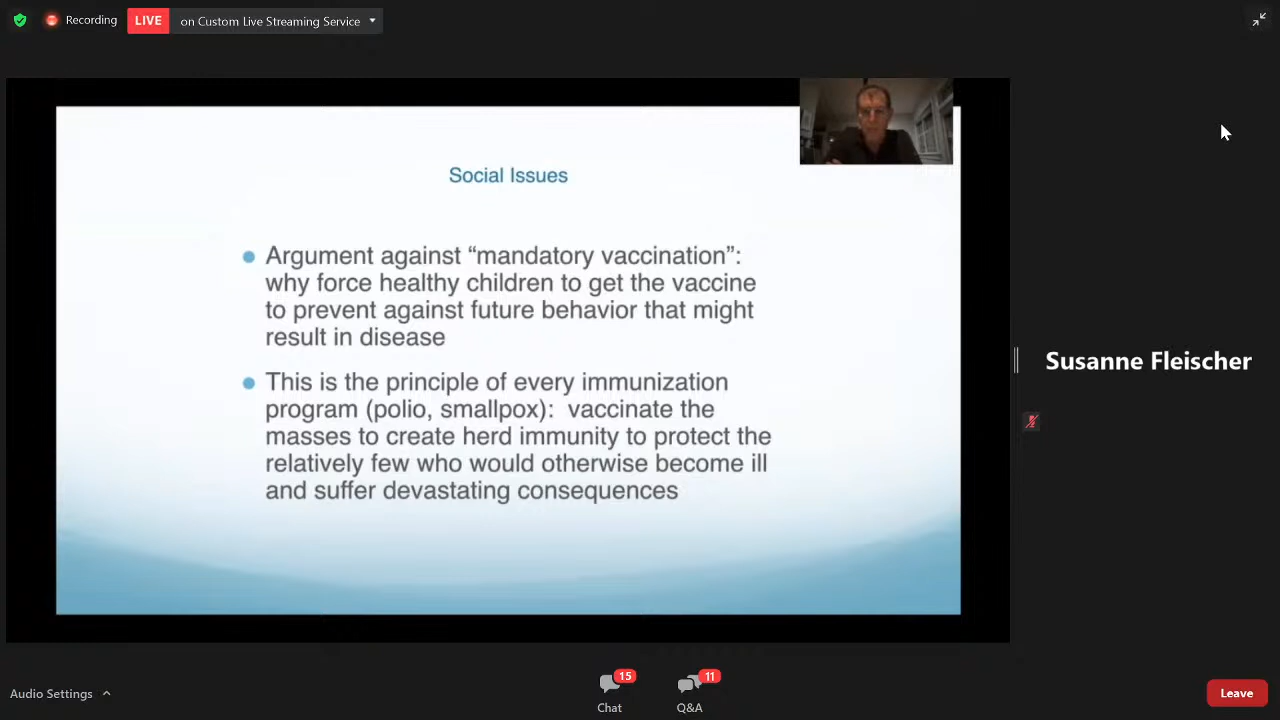 Recording
LIVE
on Custom Live Streaming Service
Social Issues
Argument against “mandatory vaccination”:
why force healthy children to get the vaccine
to prevent against future behavior that might
result in disease
This is the principle of every immunization
program (polio, smallpox):  vaccinate the
masses to create herd immunity to protect the
relatively few who would otherwise become ill
and suffer devastating consequences
Susanne Fleischer
Audio Settings
15
Chat
11
Q&A
Leave